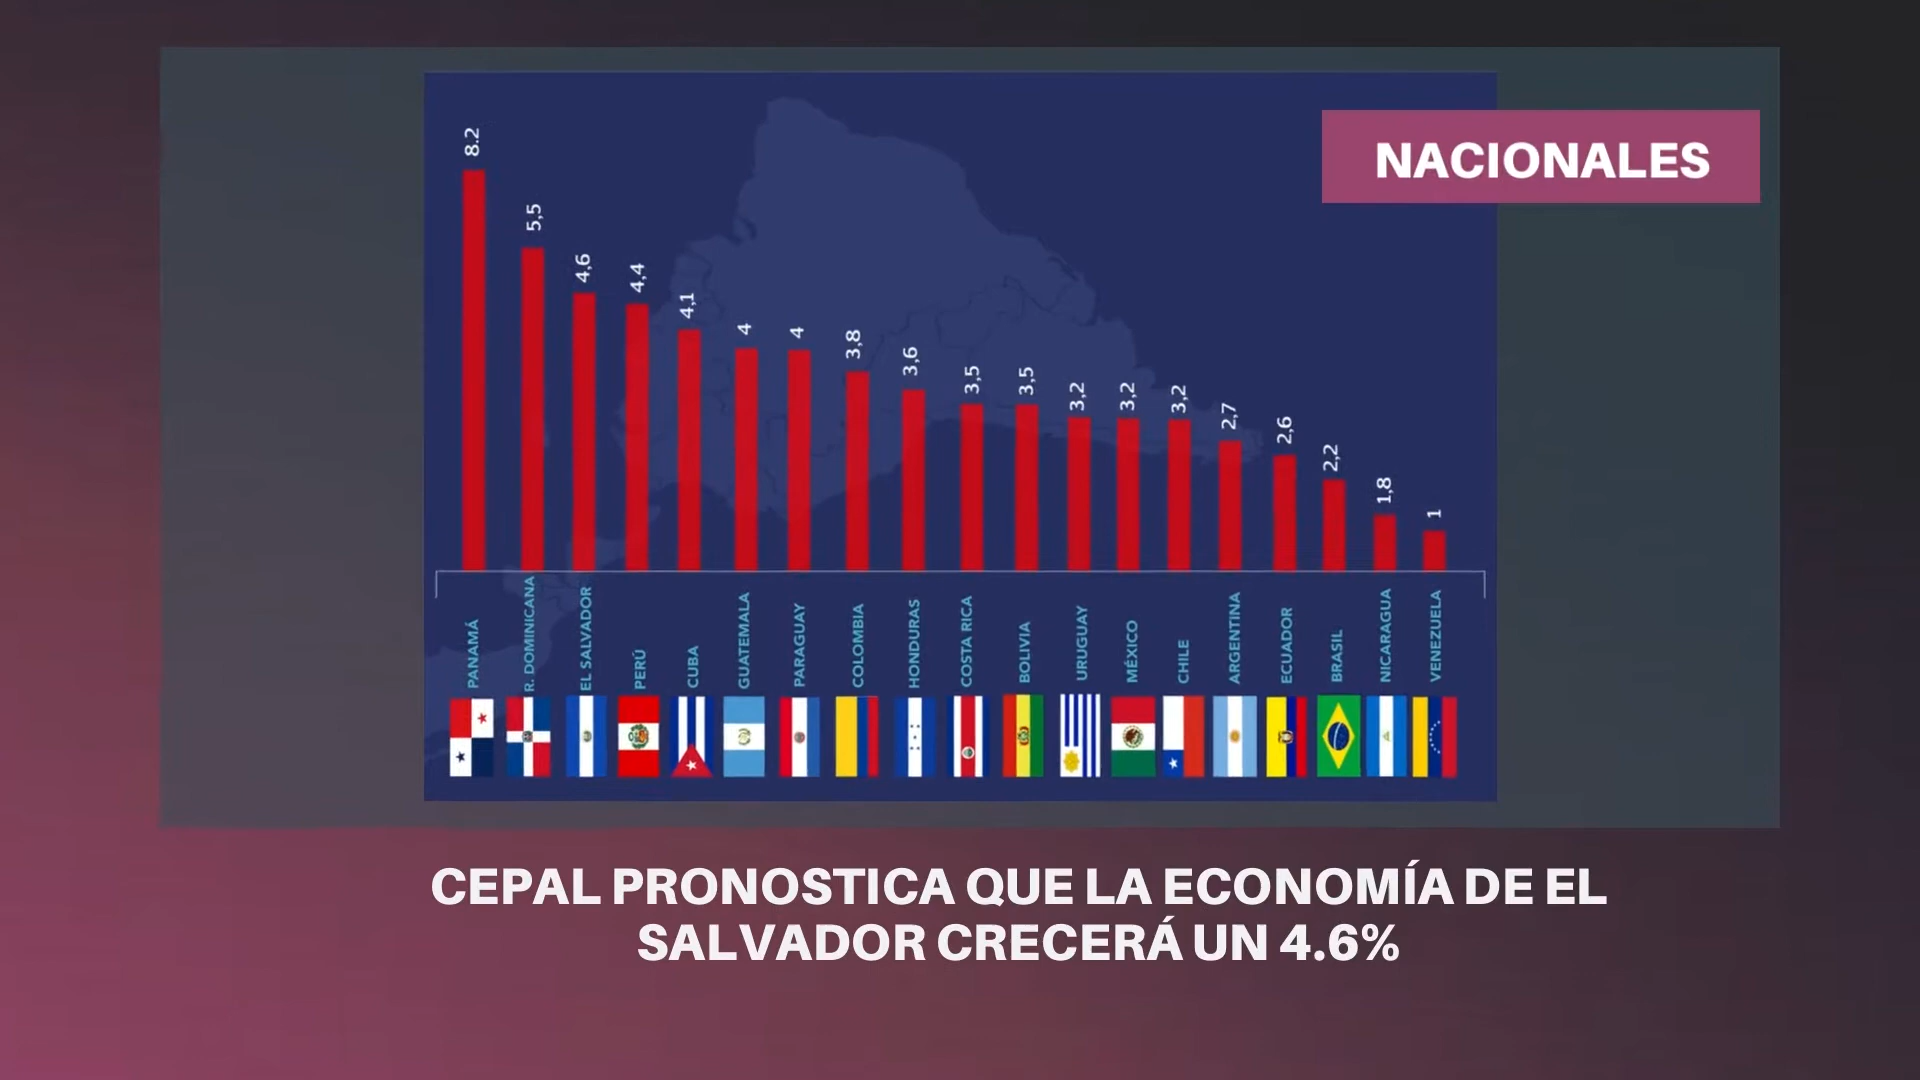 NACIONALES
8.2
5,5
4,6
4,4
4,1
4
4
3,8
3,6
3,5
3,5
3,2
3,2
3,2
2,7
2,6
2,2
1,8
1
PANAMÁ
R. DOMINICANA
EL SALVADOR
PERÚ
CUBA
GUATEMALA
PARAGUAY
COLOMBIA
HONDURAS
COSTA RICA
BOLIVIA
URUGUAY
MÉXICO
CHILE
ARGENTINA
ECUADOR
BRASIL
NICARAGUA
VENEZUELA
CEPAL PRONOSTICA QUE LA ECONOMÍA DE EL
SALVADOR CRECERÁ UN 4.6%